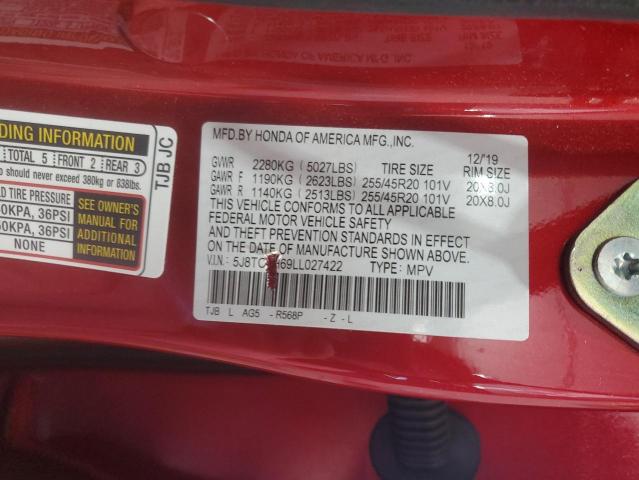 DING INFORMATION
TOTAL 5 FRONT 2 REAR 3
should never exceed 380kg or 838lbs.
D TIRE PRESSURE
0KPA, 36PSI
0KPA, 36PSI
NONE
SEE OWNER'S
MANUAL FOR
ADDITIONAL
INFORMATION
TJB JC
MFD.BY HONDA OF AMERICA MFG.,INC. 12/19
GVWR 2280KG (5027LBS) TIRE SIZE RIM SIZE
GAWR F 1190KG (2623LBS) 255/45R20 101V 20X8.0J
GAWR R 1140KG (2513LBS) 255/45R20 101V 20X8.0J
THIS VEHICLE CONFORMS TO ALL APPLICABLE
FEDERAL MOTOR VEHICLE SAFETY
AND THEFT PREVENTION STANDARDS IN EFFECT
ON THE DATE OF MANUFACTURE SHOWN ABOVE.
V.I.N.: TYPE: MPV
TJB L AG5 - R568P - Z - L